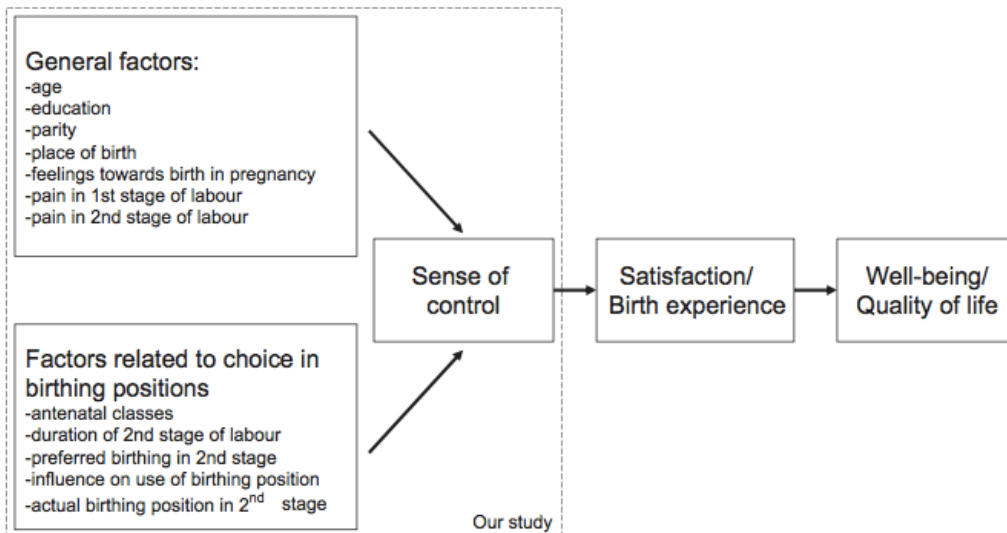 General factors:
-age
-education
-parity
-place of birth
-feelings towards birth in pregnancy
-pain in 1st stage of labour
-pain in 2nd stage of labour
Sense of
control
Satisfaction/
Birth experience
Well-being/
Quality of life
Factors related to choice in
birthing positions
-antenatal classes
-duration of 2nd stage of labour
-preferred birthing in 2nd stage
-influence on use of birthing position
-actual birthing position in 2nd stage
Our study